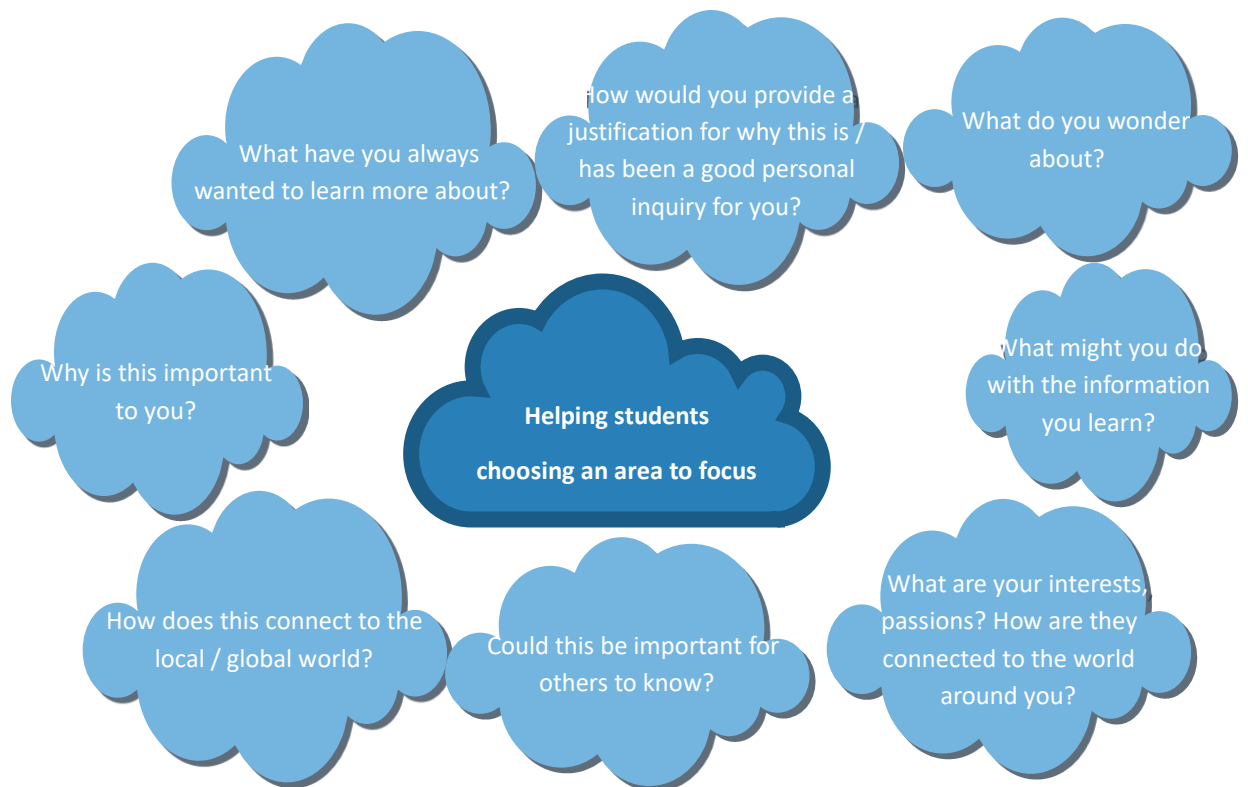 What have you always
wanted to learn more about?
How would you provide a
justification for why this is /
has been a good personal
inquiry for you?
What do you wonder
about?
Why is this important
to you?
Helping students
choosing an area to focus
What might you do
with the information
you learn?
How does this connect to the
local / global world?
Could this be important for
others to know?
What are your interests,
passions? How are they
connected to the world
around you?